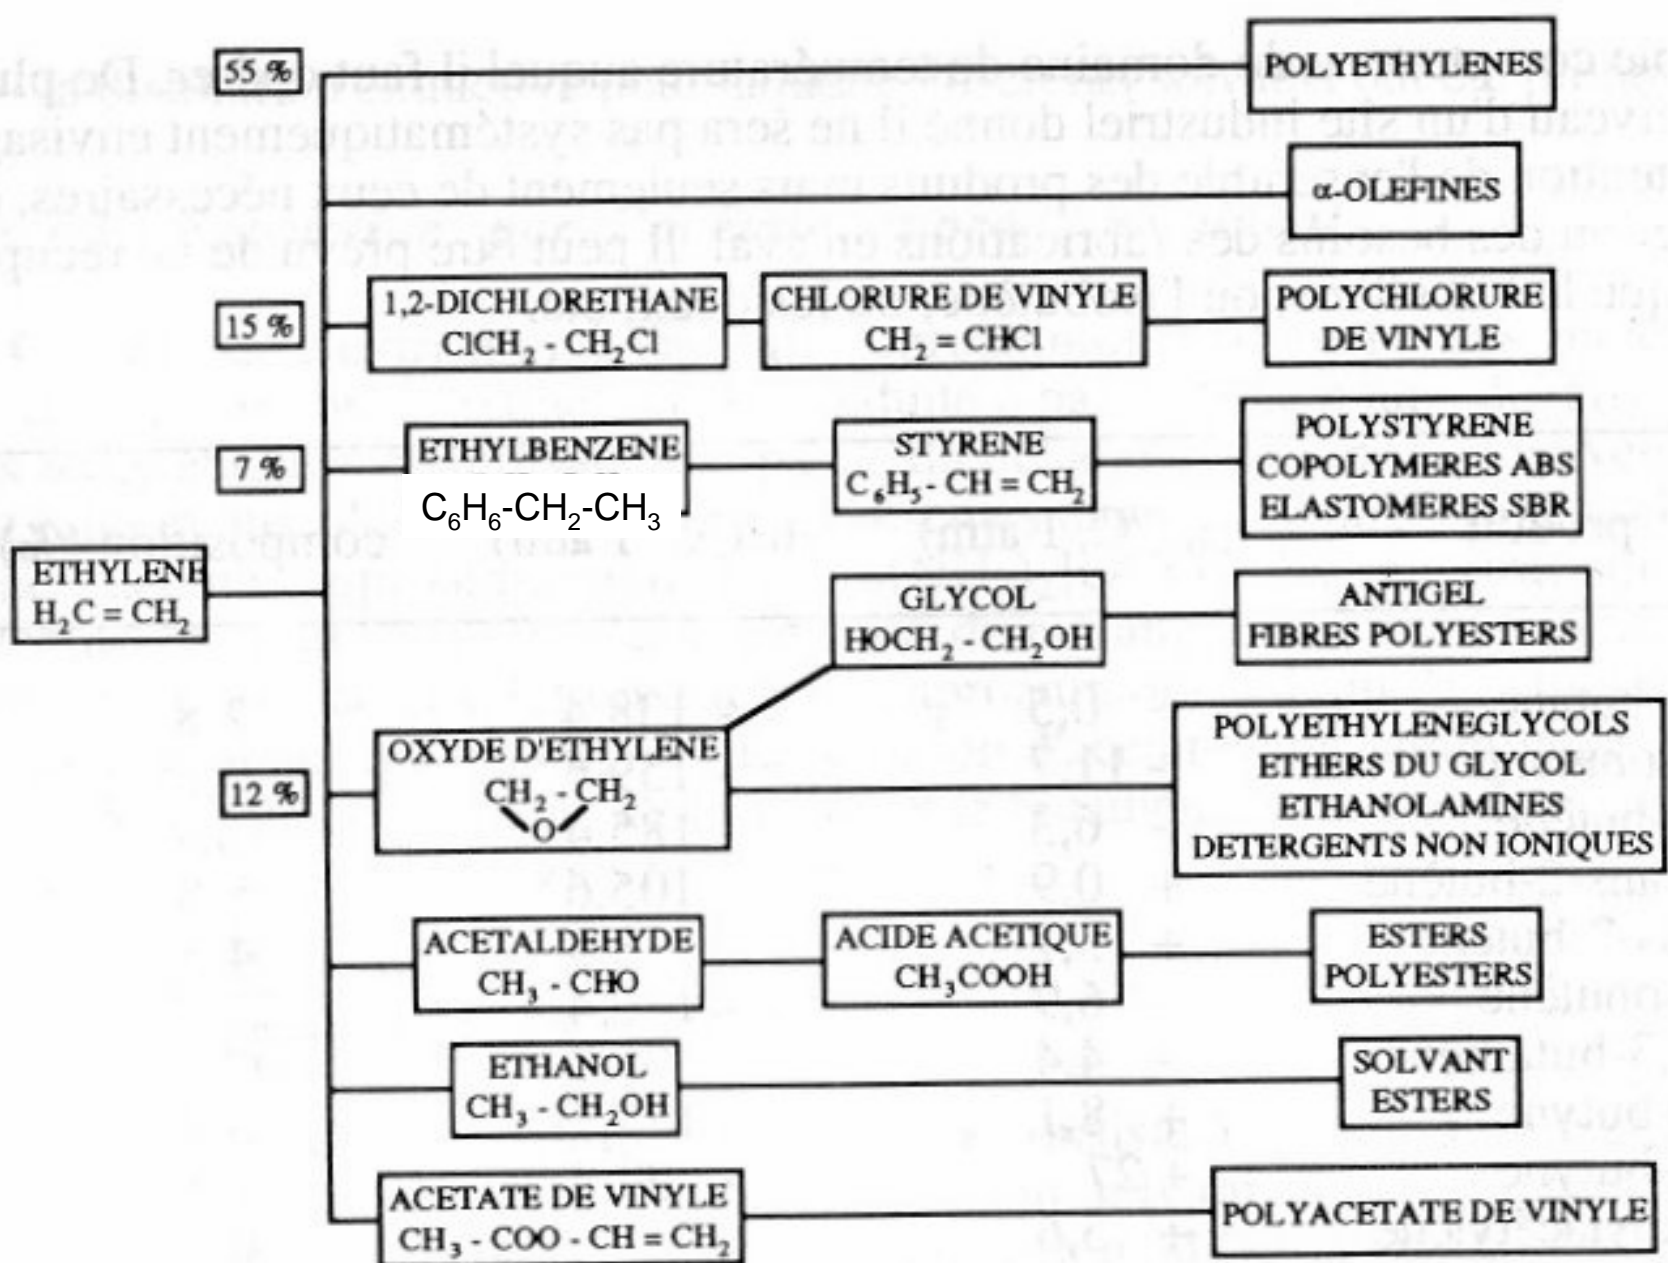 55 %
POLYETHYLENES
α-OLEFINES
15 %
1,2-DICHLORETHANE
ClCH₂ - CH₂Cl
CHLORURE DE VINYLE
CH₂ = CHCl
POLYCHLORURE
DE VINYLE
7 %
ETHYLBENZENE
C₆H₆-CH₂-CH₃
STYRENE
C₆H₅ - CH = CH₂
POLYSTYRENE
COPOLYMERES ABS
ELASTOMERES SBR
ETHYLENE
H₂C = CH₂
GLYCOL
HOCH₂ - CH₂OH
ANTIGEL
FIBRES POLYESTERS
12 %
OXYDE D'ETHYLENE
CH₂ - CH₂
O
POLYETHYLENEGLYCOLS
ETHERS DU GLYCOL
ETHANOLAMINES
DETERGENTS NON IONIQUES
ACETALDEHYDE
CH₃ - CHO
ACIDE ACETIQUE
CH₃COOH
ESTERS
POLYESTERS
ETHANOL
CH₃ - CH₂OH
SOLVANT
ESTERS
ACETATE DE VINYLE
CH₃ - COO - CH = CH₂
POLYACETATE DE VINYLE